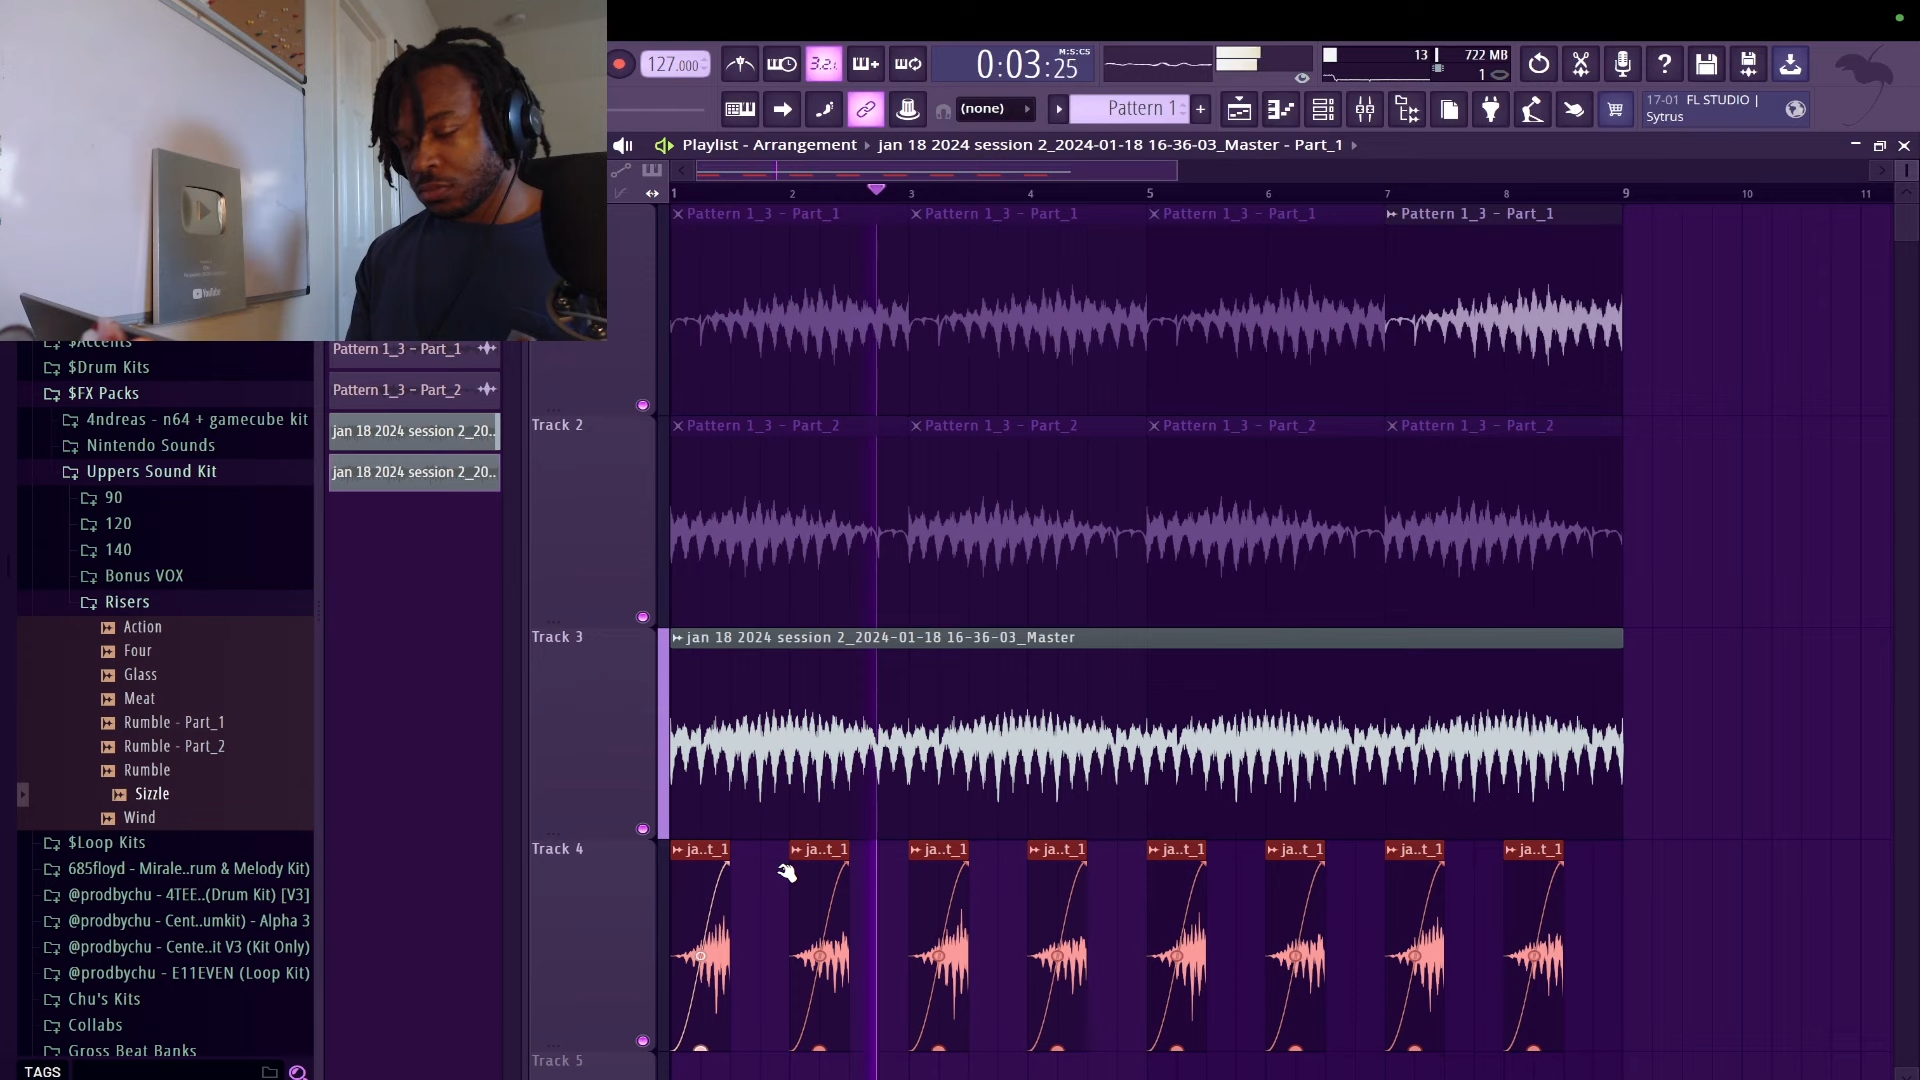 127.000
3.2.
0:03:25
M:S:CS
13
722 MB
1
(none)
Pattern 1
17-01 FL STUDIO |
Sytrus
Playlist - Arrangement
jan 18 2024 session 2_2024-01-18 16-36-03_Master - Part_1
1 2 3 4 5 6 7 8 9 10 11
Pattern 1_3 - Part_1
Pattern 1_3 - Part_1
Pattern 1_3 - Part_1
Pattern 1_3 - Part_1
YouTube
$Accents
$Drum Kits
$FX Packs
4ndreas - n64 + gamecube kit
Nintendo Sounds
Uppers Sound Kit
90
120
140
Bonus VOX
Risers
Action
Four
Glass
Meat
Rumble - Part_1
Rumble - Part_2
Rumble
Sizzle
Wind
$Loop Kits
685floyd - Mirale..rum & Melody Kit)
@prodbychu - 4TEE..(Drum Kit) [V3]
@prodbychu - Cent..umkit) - Alpha 3
@prodbychu - Cente..it V3 (Kit Only)
@prodbychu - E11EVEN (Loop Kit)
Chu's Kits
Collabs
Gross Beat Banks
TAGS
Pattern 1_3 - Part_1
Pattern 1_3 - Part_2
jan 18 2024 session 2_20..
jan 18 2024 session 2_20..
Track 2
Pattern 1_3 - Part_2
Pattern 1_3 - Part_2
Pattern 1_3 - Part_2
Pattern 1_3 - Part_2
Track 3
jan 18 2024 session 2_2024-01-18 16-36-03_Master
Track 4
ja..t_1
ja..t_1
ja..t_1
ja..t_1
ja..t_1
ja..t_1
ja..t_1
ja..t_1
Track 5